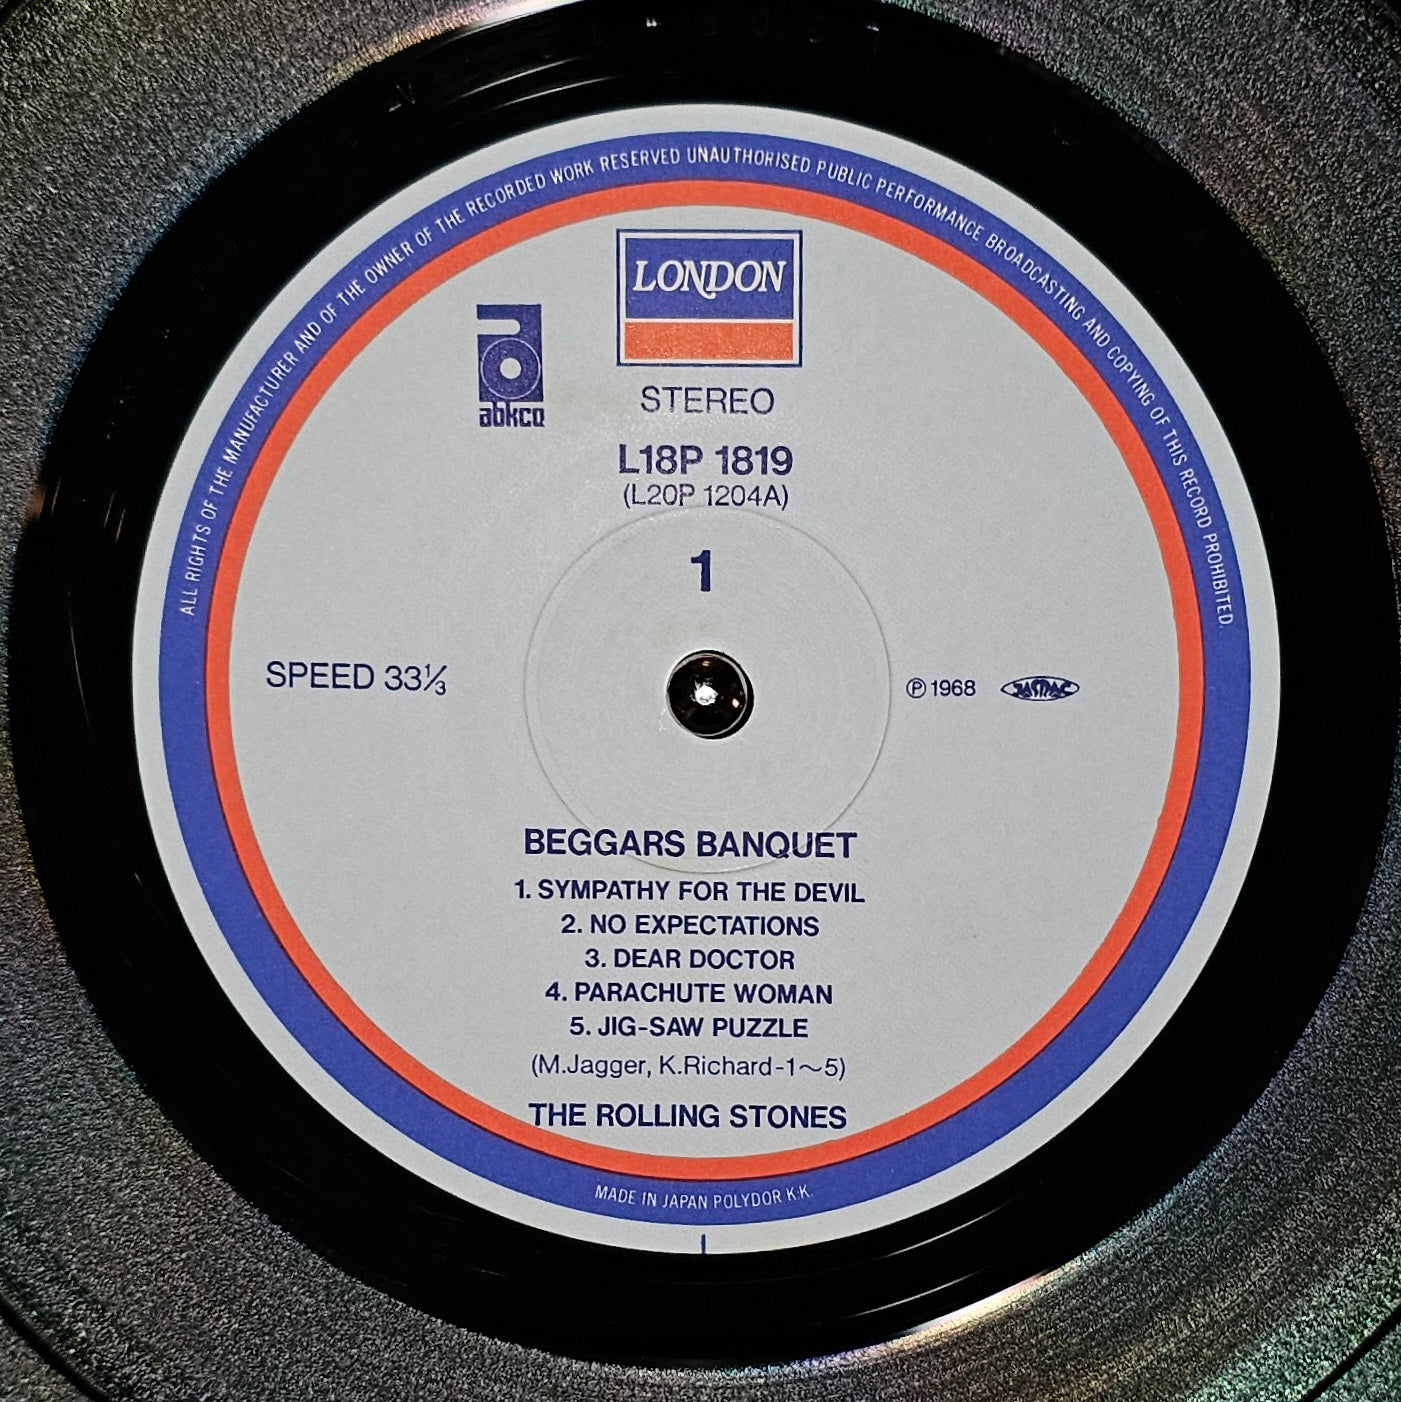 ALL RIGHTS OF THE MANUFACTURER AND OF THE OWNER OF THE RECORDED WORK RESERVED UNAUTHORISED PUBLIC PERFORMANCE BROADCASTING AND COPYING OF THIS RECORD PROHIBITED.
LONDON
abkco
STEREO
L18P 1819
(L20P 1204A)
1
SPEED 33⅓
℗ 1968 JASRAC
BEGGARS BANQUET
1. SYMPATHY FOR THE DEVIL
2. NO EXPECTATIONS
3. DEAR DOCTOR
4. PARACHUTE WOMAN
5. JIG-SAW PUZZLE
(M.Jagger, K.Richard-1〜5)
THE ROLLING STONES
MADE IN JAPAN POLYDOR K.K.